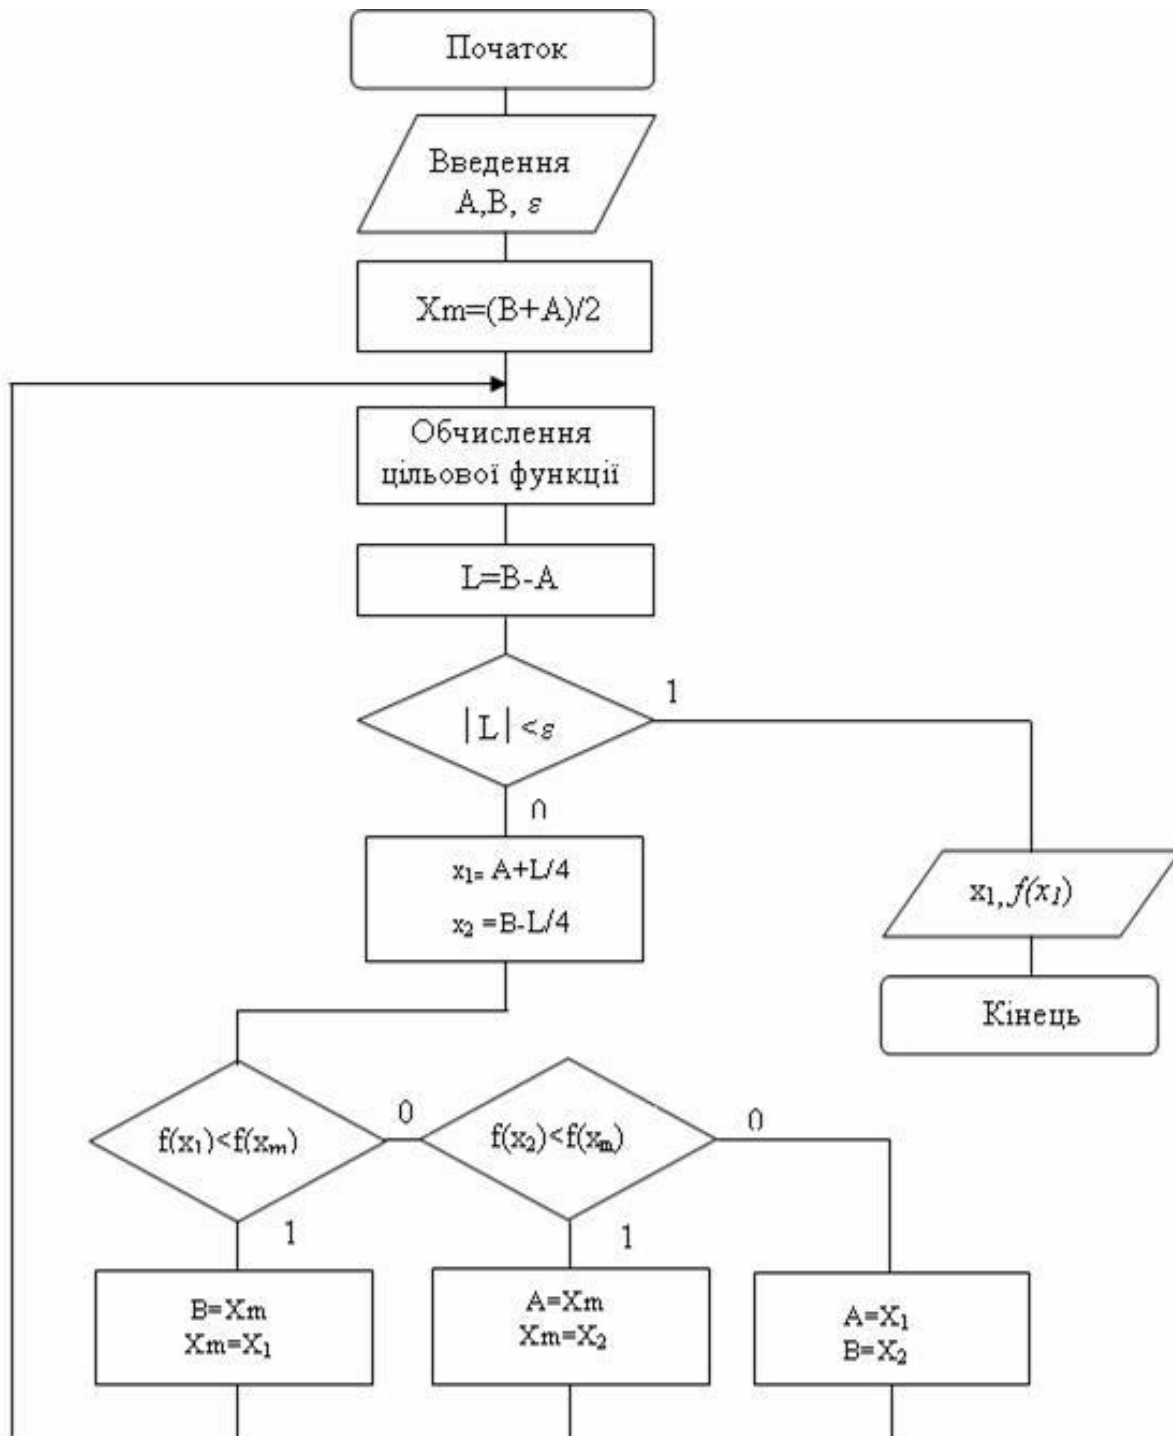 Початок
Введення
A,B, ε
Xm=(B+A)/2
Обчислення
цільової функції
L=B-A
|L|<ε
1
0
x₁= A+L/4
x₂ =B-L/4
x₁, f(x₁)
Кінець
f(x₁)<f(xₘ)
0
f(x₂)<f(xₘ)
0
1
1
B=Xm
Xm=X₁
A=Xm
Xm=X₂
A=X₁
B=X₂